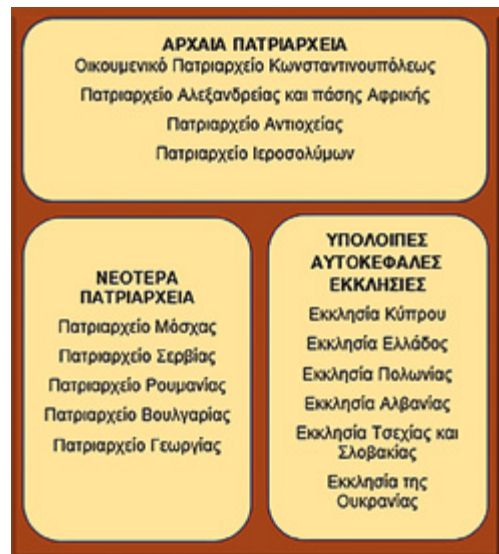 ΑΡΧΑΙΑ ΠΑΤΡΙΑΡΧΕΙΑ
Οικουμενικό Πατριαρχείο Κωνσταντινουπόλεως
Πατριαρχείο Αλεξανδρείας και πάσης Αφρικής
Πατριαρχείο Αντιοχείας
Πατριαρχείο Ιεροσολύμων
ΝΕΟΤΕΡΑ
ΠΑΤΡΙΑΡΧΕΙΑ
Πατριαρχείο Μόσχας
Πατριαρχείο Σερβίας
Πατριαρχείο Ρουμανίας
Πατριαρχείο Βουλγαρίας
Πατριαρχείο Γεωργίας
ΥΠΟΛΟΙΠΕΣ
ΑΥΤΟΚΕΦΑΛΕΣ
ΕΚΚΛΗΣΙΕΣ
Εκκλησία Κύπρου
Εκκλησία Ελλάδος
Εκκλησία Πολωνίας
Εκκλησία Αλβανίας
Εκκλησία Τσεχίας και
Σλοβακίας
Εκκλησία της
Ουκρανίας